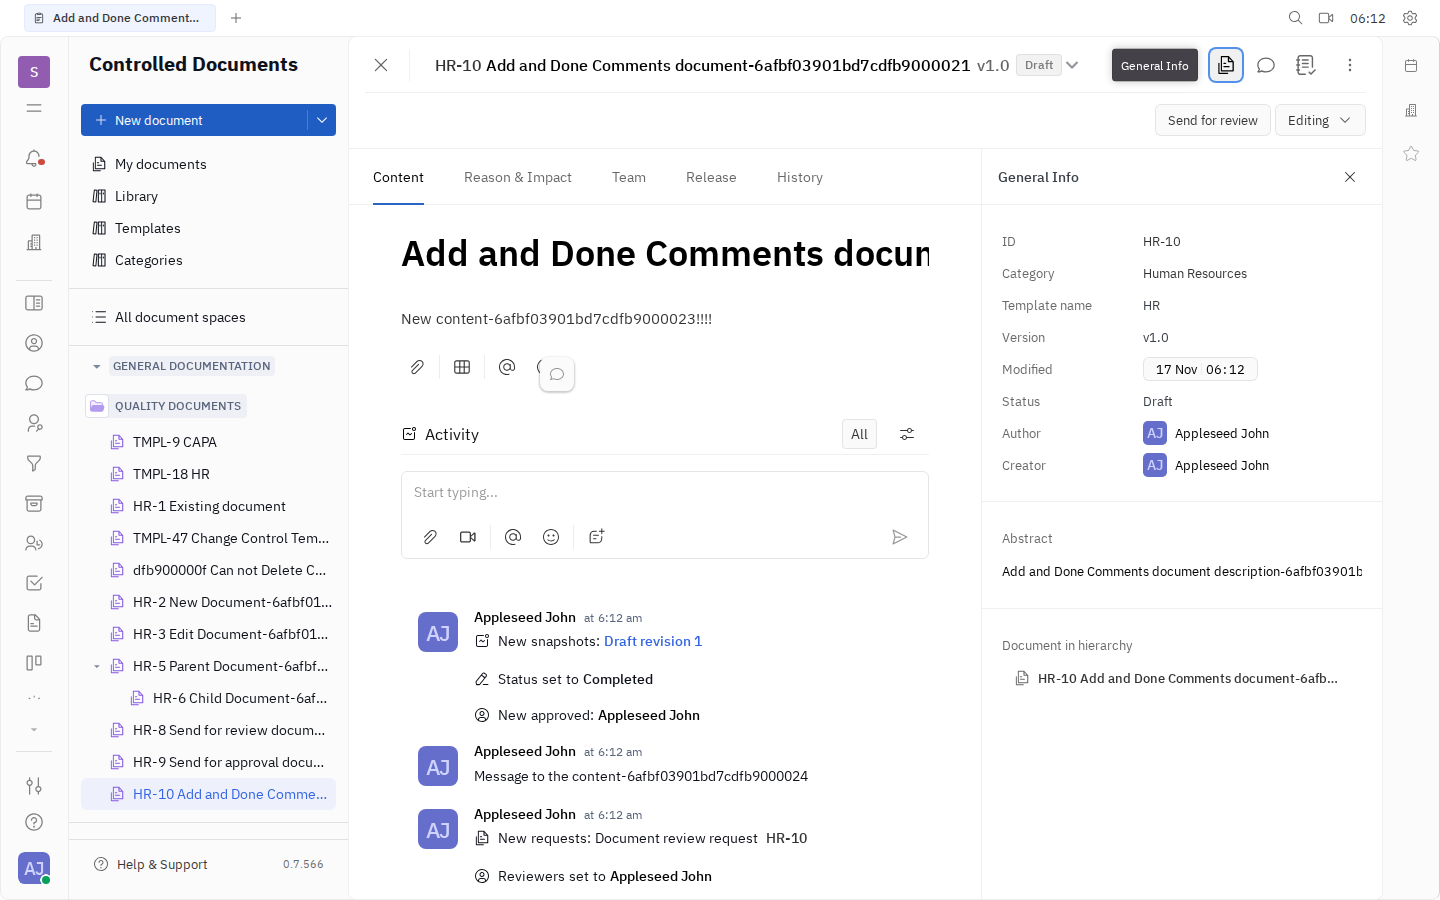 Add and Done Comment...
06:12
S
Controlled Documents
New document
My documents
Library
Templates
Categories
All document spaces
GENERAL DOCUMENTATION
QUALITY DOCUMENTS
TMPL-9 CAPA
TMPL-18 HR
HR-1 Existing document
TMPL-47 Change Control Tem...
dfb900000f Can not Delete C...
HR-2 New Document-6afbf01...
HR-3 Edit Document-6afbf01...
HR-5 Parent Document-6afbf...
HR-6 Child Document-6af...
HR-8 Send for review docum...
HR-9 Send for approval docu...
HR-10 Add and Done Comme...
Help & Support
0.7.566
AJ
HR-10 Add and Done Comments document-6afbf03901bd7cdfb9000021 v1.0 Draft
General Info
Send for review
Editing
Content
Reason & Impact
Team
Release
History
Add and Done Comments docun
New content-6afbf03901bd7cdfb9000023!!!!
Activity
All
Start typing...
AJ
Appleseed John at 6:12 am
New snapshots: Draft revision 1
Status set to Completed
New approved: Appleseed John
AJ
Appleseed John at 6:12 am
Message to the content-6afbf03901bd7cdfb9000024
AJ
Appleseed John at 6:12 am
New requests: Document review request HR-10
Reviewers set to Appleseed John
General Info
ID HR-10
Category Human Resources
Template name HR
Version v1.0
Modified 17 Nov 06:12
Status Draft
Author AJ Appleseed John
Creator AJ Appleseed John
Abstract
Add and Done Comments document description-6afbf03901b
Document in hierarchy
HR-10 Add and Done Comments document-6afb...